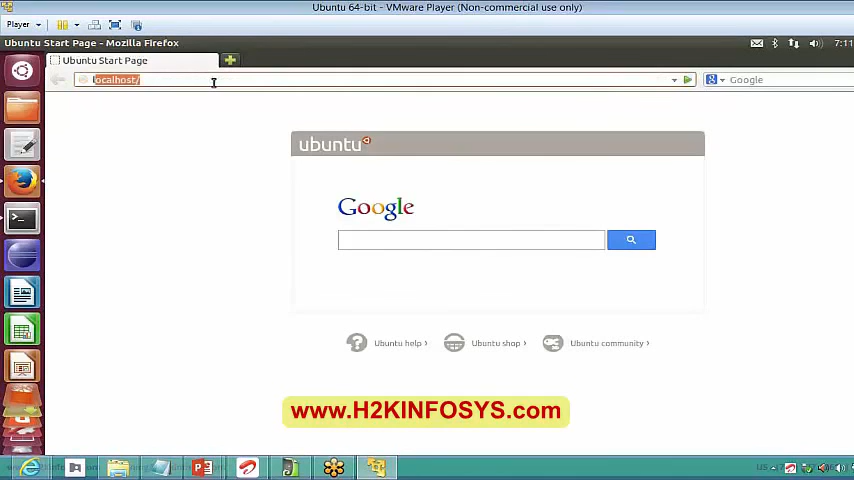 Ubuntu 64-bit - VMware Player (Non-commercial use only)
Player
Ubuntu Start Page - Mozilla Firefox
7:11
Ubuntu Start Page
localhost/
Google
ubuntu
Google
Ubuntu help ›
Ubuntu shop ›
Ubuntu community ›
www.H2KINFOSYS.com
US